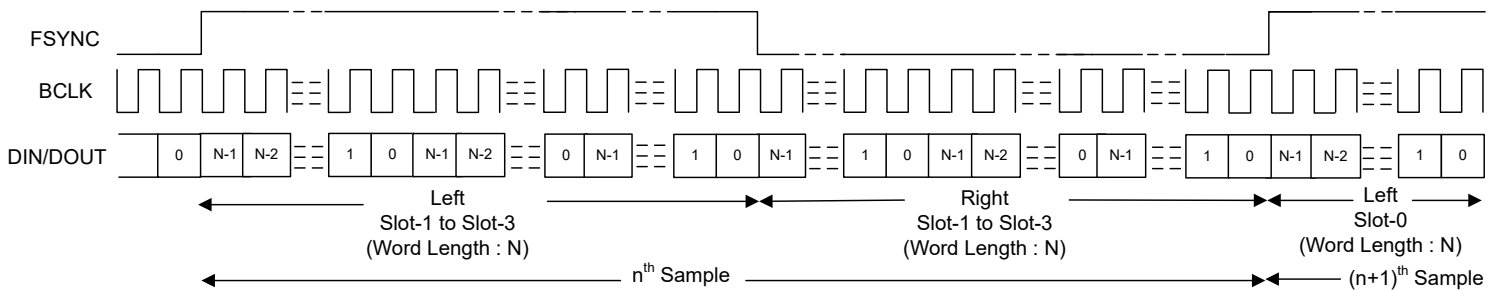 FSYNC
BCLK
DIN/DOUT
0 N-1 N-2 1 0 N-1 N-2 0 N-1 1 0 N-1 1 0 N-1 N-2 0 N-1 1 0 N-1 N-2 1 0
Left
Slot-1 to Slot-3
(Word Length : N)
Right
Slot-1 to Slot-3
(Word Length : N)
Left
Slot-0
(Word Length : N)
nth Sample
(n+1)th Sample